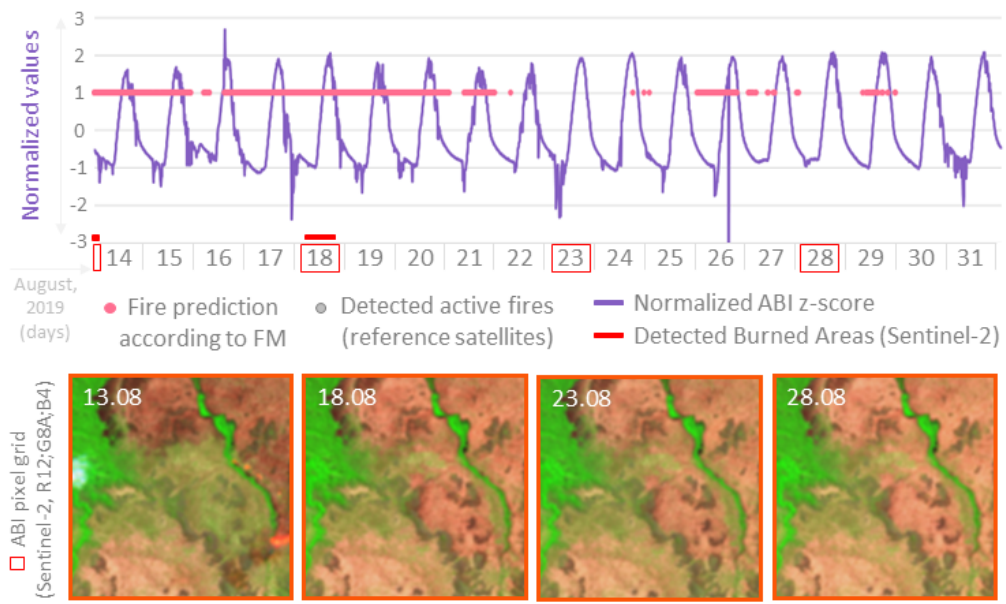 3
2
1
0
-1
-2
-3
Normalized values
14 15 16 17 18 19 20 21 22 23 24 25 26 27 28 29 30 31
August,
2019
(days)
Fire prediction
according to FM
Detected active fires
(reference satellites)
Normalized ABI z-score
Detected Burned Areas (Sentinel-2)
ABI pixel grid
(Sentinel-2, R12;G8A;B4)
13.08
18.08
23.08
28.08